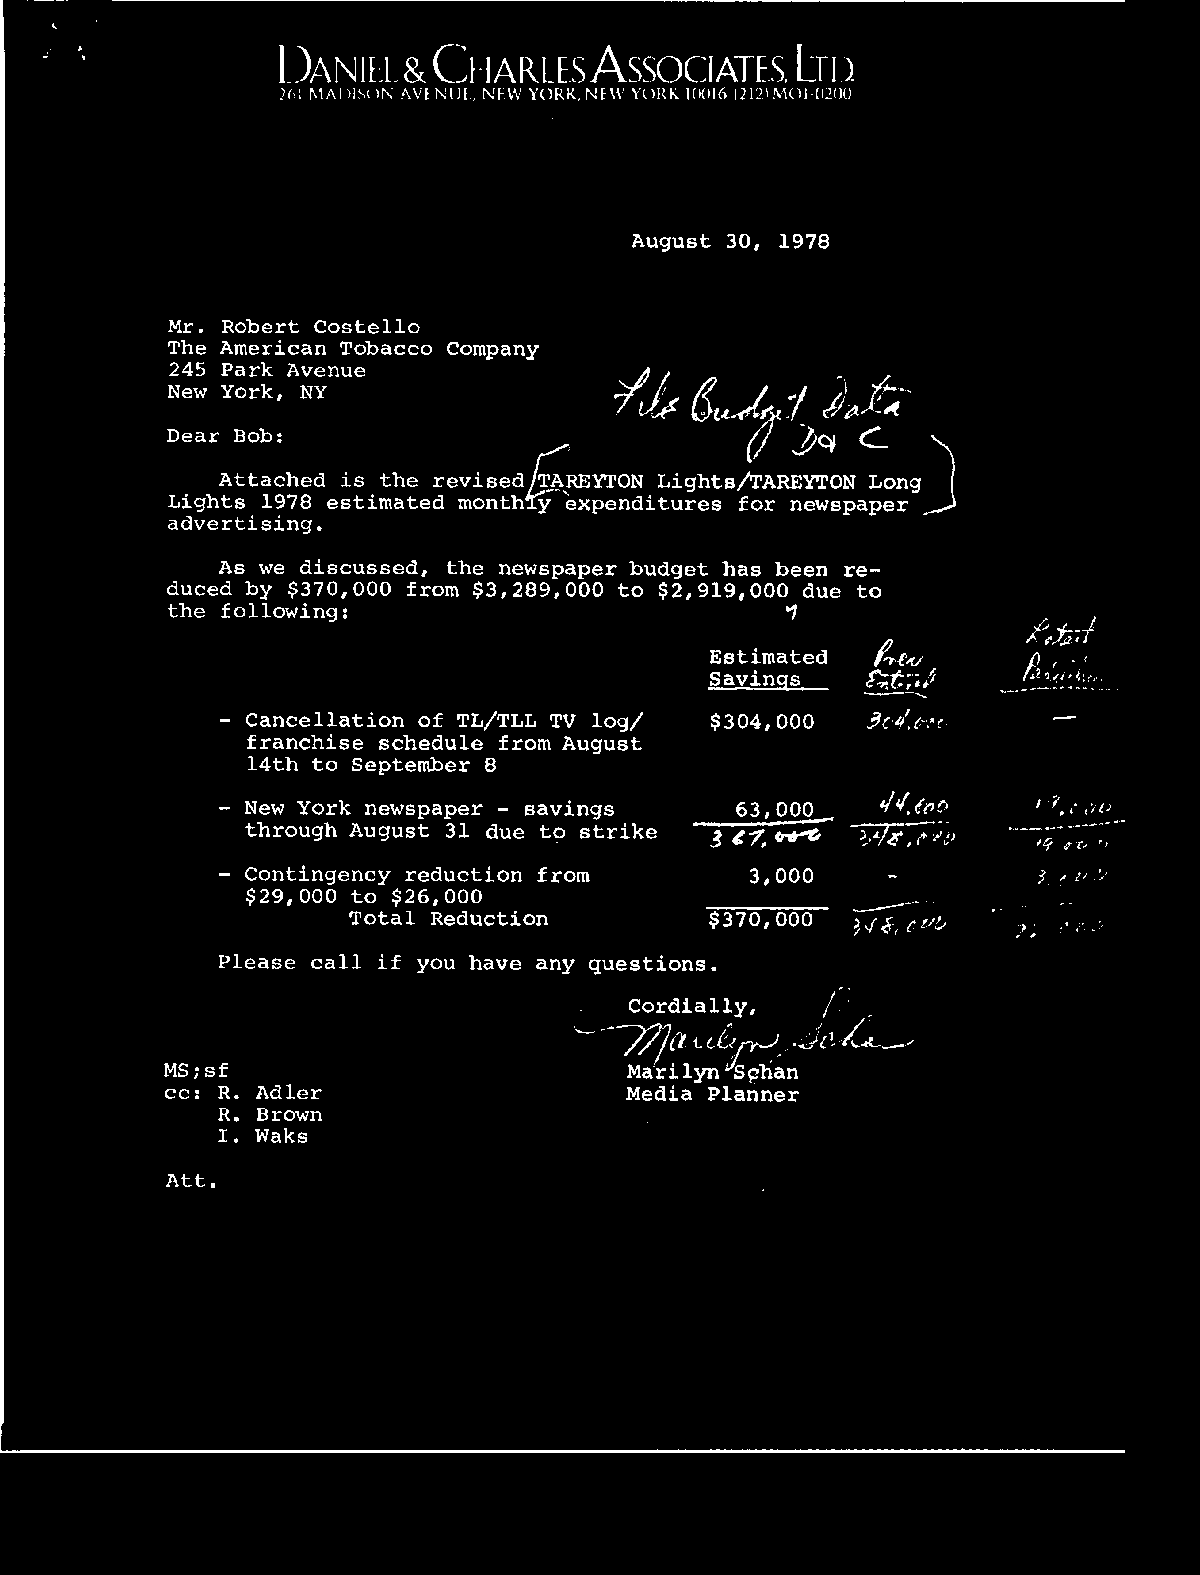 DANIEL & CHARLES ASSOCIATES, LTD.
261 MADISON AVENUE, NEW YORK, NEW YORK 10016 (212) MO1-0200
August 30, 1978
Mr. Robert Costello
The American Tobacco Company
245 Park Avenue
New York, NY
File Budget Data
D&C
Dear Bob:
Attached is the revised TAREYTON Lights/TAREYTON Long
Lights 1978 estimated monthly expenditures for newspaper
advertising.
As we discussed, the newspaper budget has been re-
duced by $370,000 from $3,289,000 to $2,919,000 due to
the following:
Latest
Estimated Prev
Savings
- Cancellation of TL/TLL TV log/ $304,000 304,000 —
franchise schedule from August
14th to September 8
- New York newspaper - savings 63,000 44,000 19,000
through August 31 due to strike 367,000 348,000 19,000
- Contingency reduction from 3,000 - 3,000
$29,000 to $26,000
Total Reduction $370,000 348,000
Please call if you have any questions.
Cordially,
Marilyn Schan
Marilyn Schan
Media Planner
MS;sf
cc: R. Adler
R. Brown
I. Waks
Att.